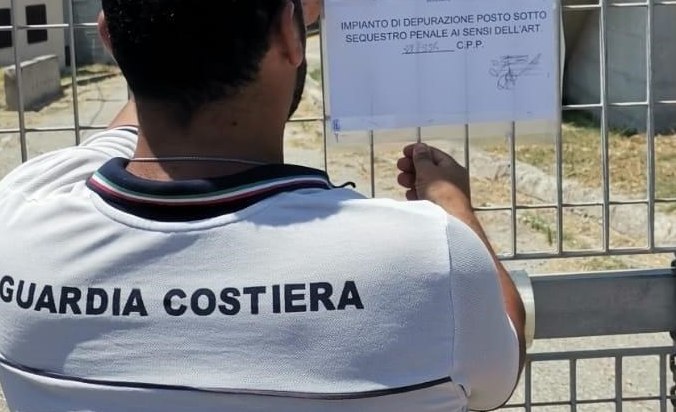 IMPIANTO DI DEPURAZIONE POSTO SOTTO
SEQUESTRO PENALE AI SENSI DELL'ART
C.P.P.
GUARDIA COSTIERA